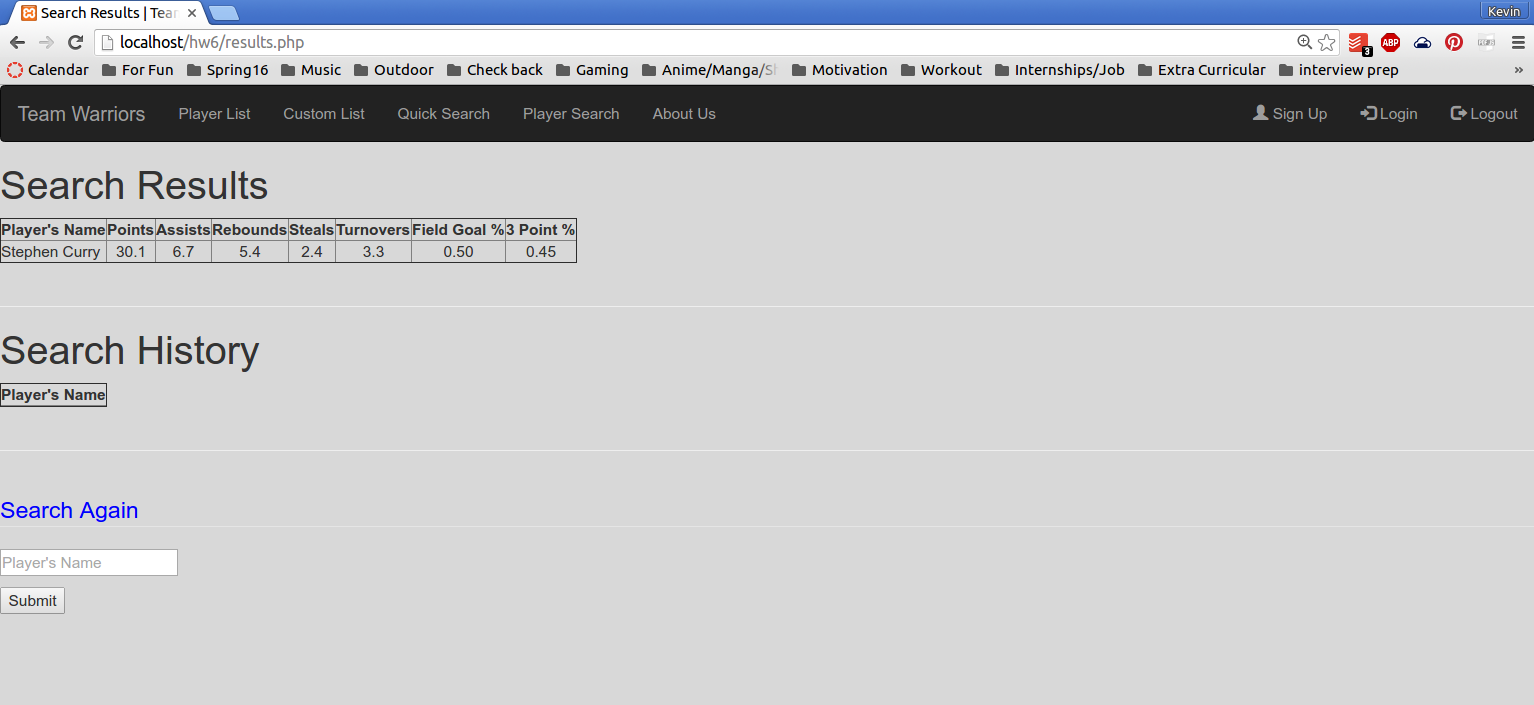 Search Results | Tear
Kevin
localhost/hw6/results.php
3
ABP
Calendar For Fun Spring16 Music Outdoor Check back Gaming Anime/Manga/Sh Motivation Workout Internships/Job Extra Curricular interview prep »
Team Warriors Player List Custom List Quick Search Player Search About Us Sign Up Login Logout
Search Results
Player's Name Points Assists Rebounds Steals Turnovers Field Goal % 3 Point %
Stephen Curry 30.1 6.7 5.4 2.4 3.3 0.50 0.45
Search History
Player's Name
Search Again
Player's Name
Submit